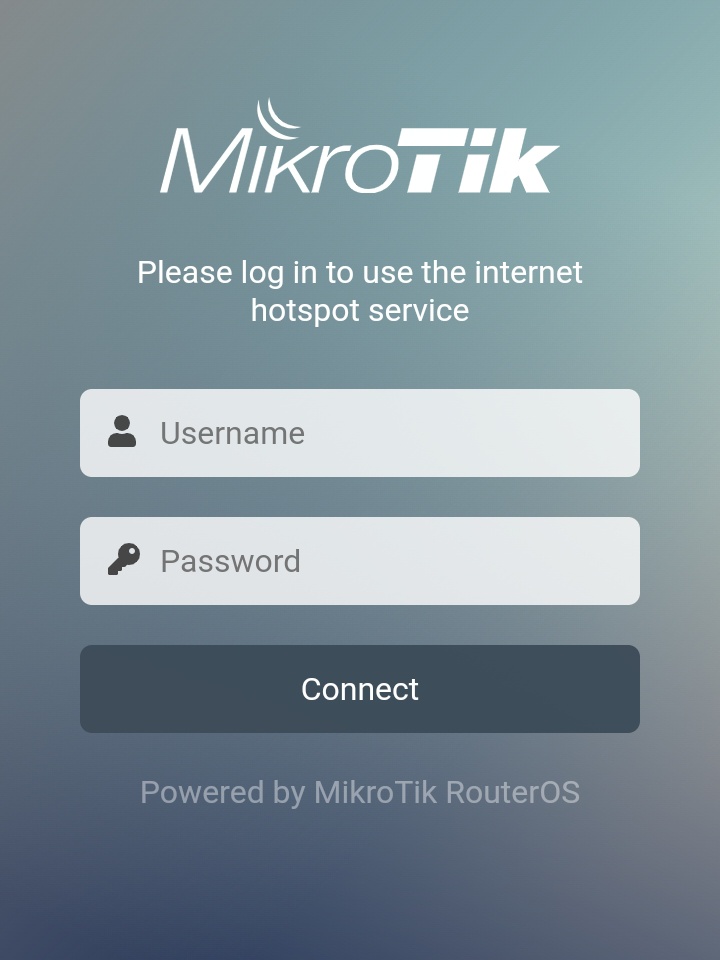 MikroTik
Please log in to use the internet
hotspot service
Username
Password
Connect
Powered by MikroTik RouterOS